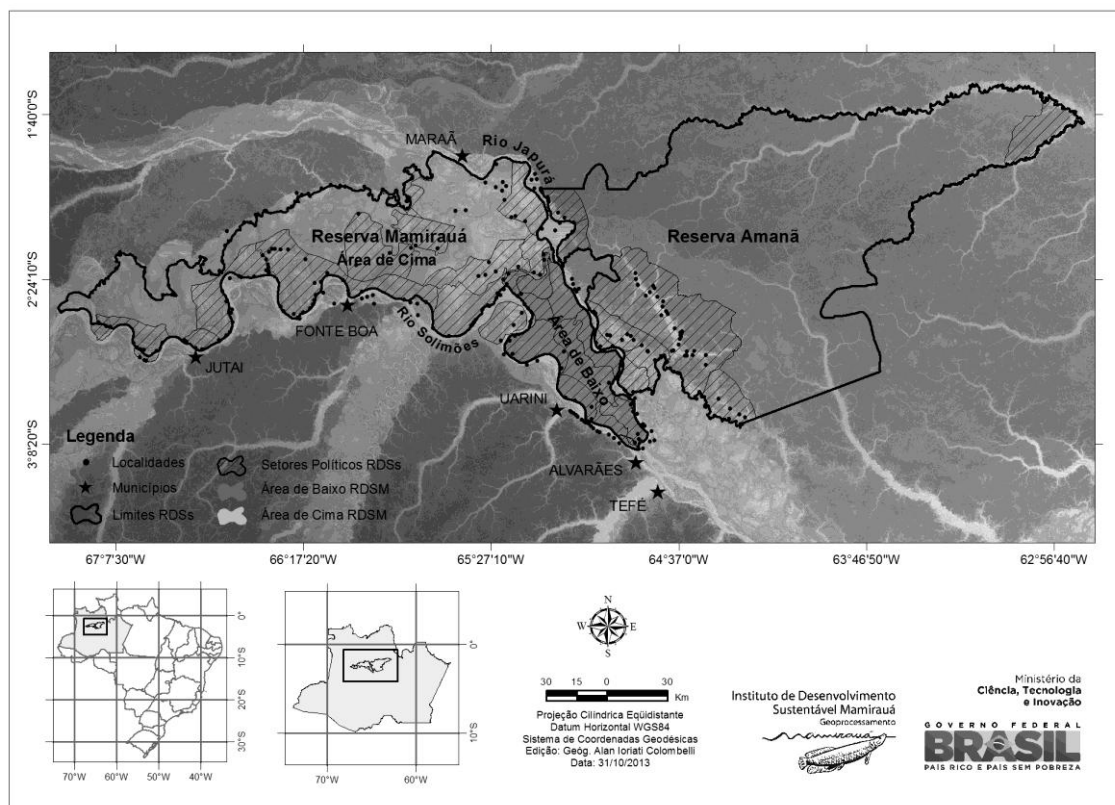 1°40'0"S
2°24'10"S
3°8'20"S
MARAÃ
Rio Japurá
Reserva Mamirauá
Área de Cima
Reserva Amanã
FONTE BOA
Rio Solimões
JUTAI
Área de Baixo
UARINI
ALVARÃES
TEFÉ
Legenda
Localidades
Municípios
Limites RDSs
Setores Políticos RDSs
Área de Baixo RDSM
Área de Cima RDSM
67°7'30"W 66°17'20"W 65°27'10"W 64°37'0"W 63°46'50"W 62°56'40"W
0°
10°S
20°S
30°S
70°W 60°W 50°W 40°W
0°
10°S
70°W 60°W
N
W E
S
30 15 0 30
Km
Projeção Cilíndrica Eqüidistante
Datum Horizontal WGS84
Sistema de Coordenadas Geodésicas
Edição: Geóg. Alan Ioriati Colombelli
Data: 31/10/2013
Instituto de Desenvolvimento
Sustentável Mamirauá
Geoprocessamento
mamirauá
Ministério da
Ciência, Tecnologia
e Inovação
GOVERNO FEDERAL
BRASIL
PAÍS RICO É PAÍS SEM POBREZA